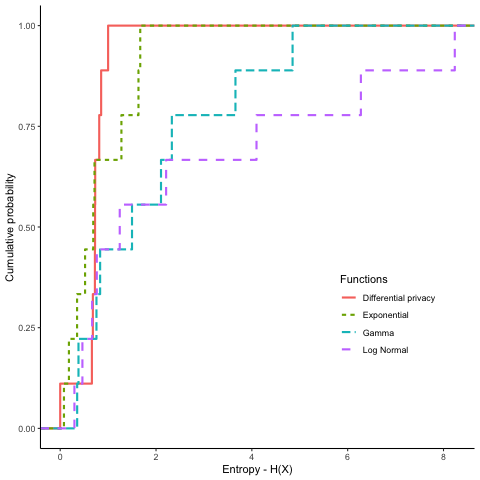 1.00
0.75
0.50
0.25
0.00
Cumulative probability
Functions
Differential privacy
Exponential
Gamma
Log Normal
0 2 4 6 8
Entropy - H(X)